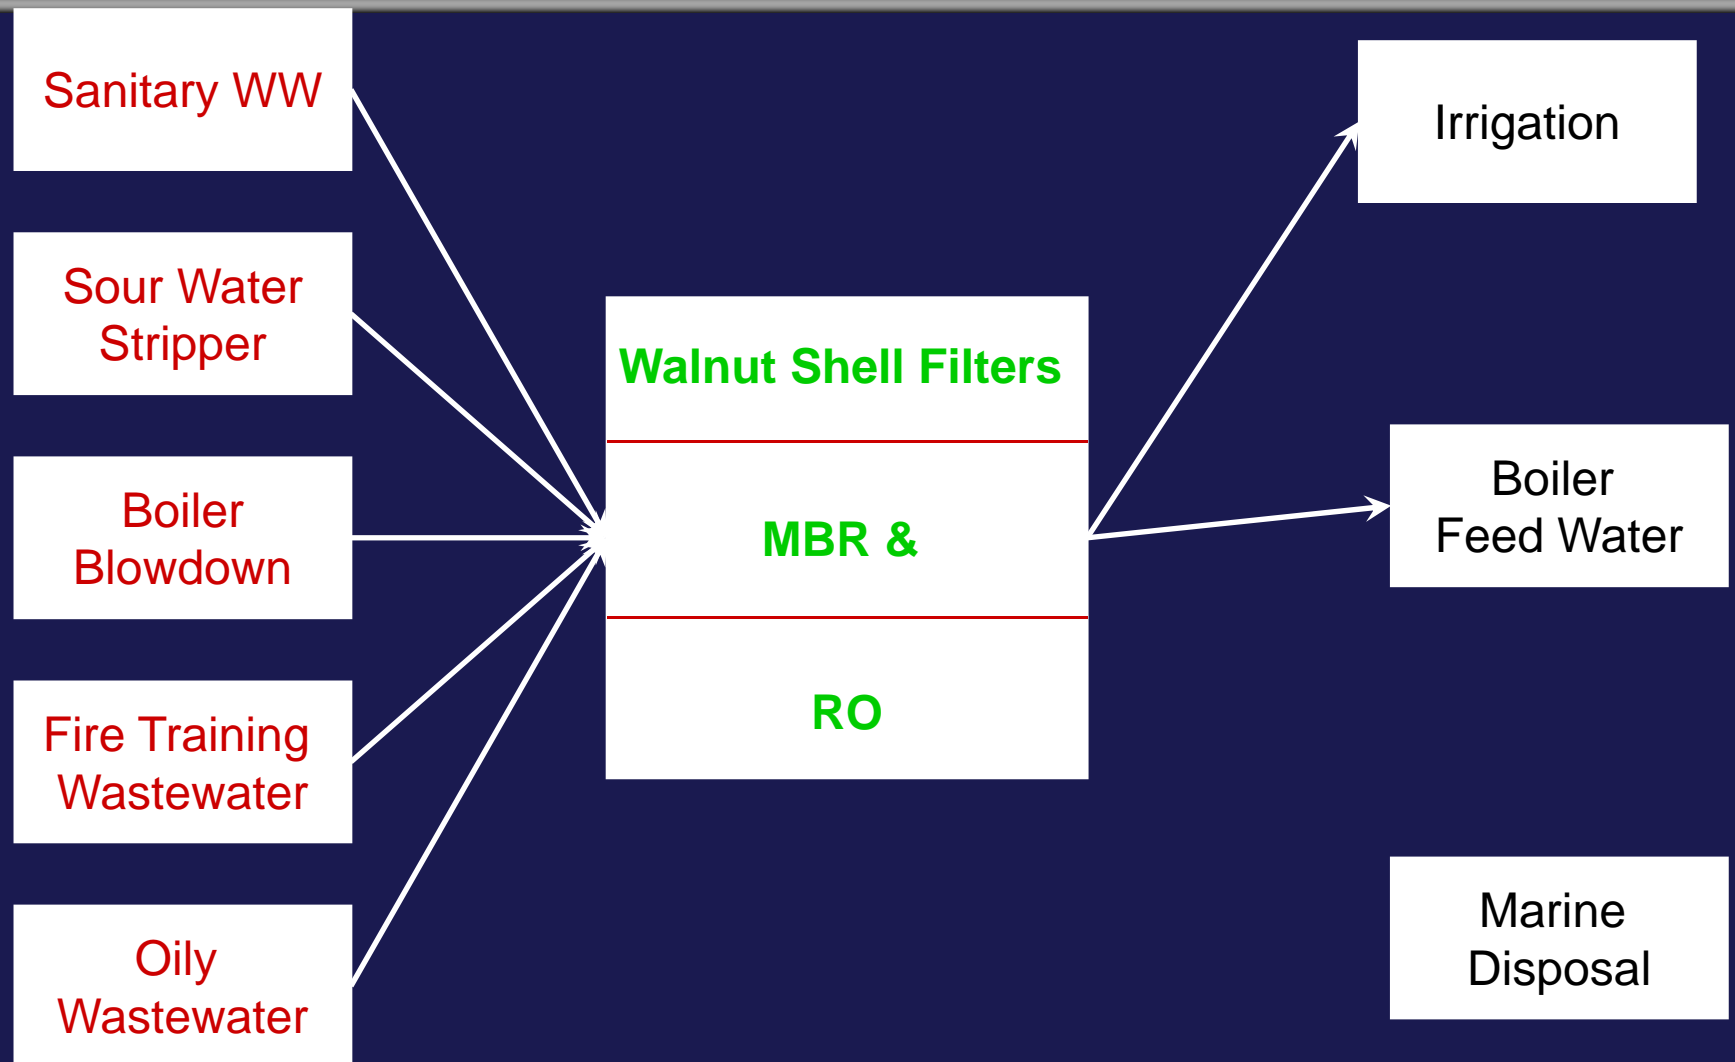 Sanitary WW
Sour Water
Stripper
Boiler
Blowdown
Fire Training
Wastewater
Oily
Wastewater
Walnut Shell Filters
MBR &
RO
Irrigation
Boiler
Feed Water
Marine
Disposal